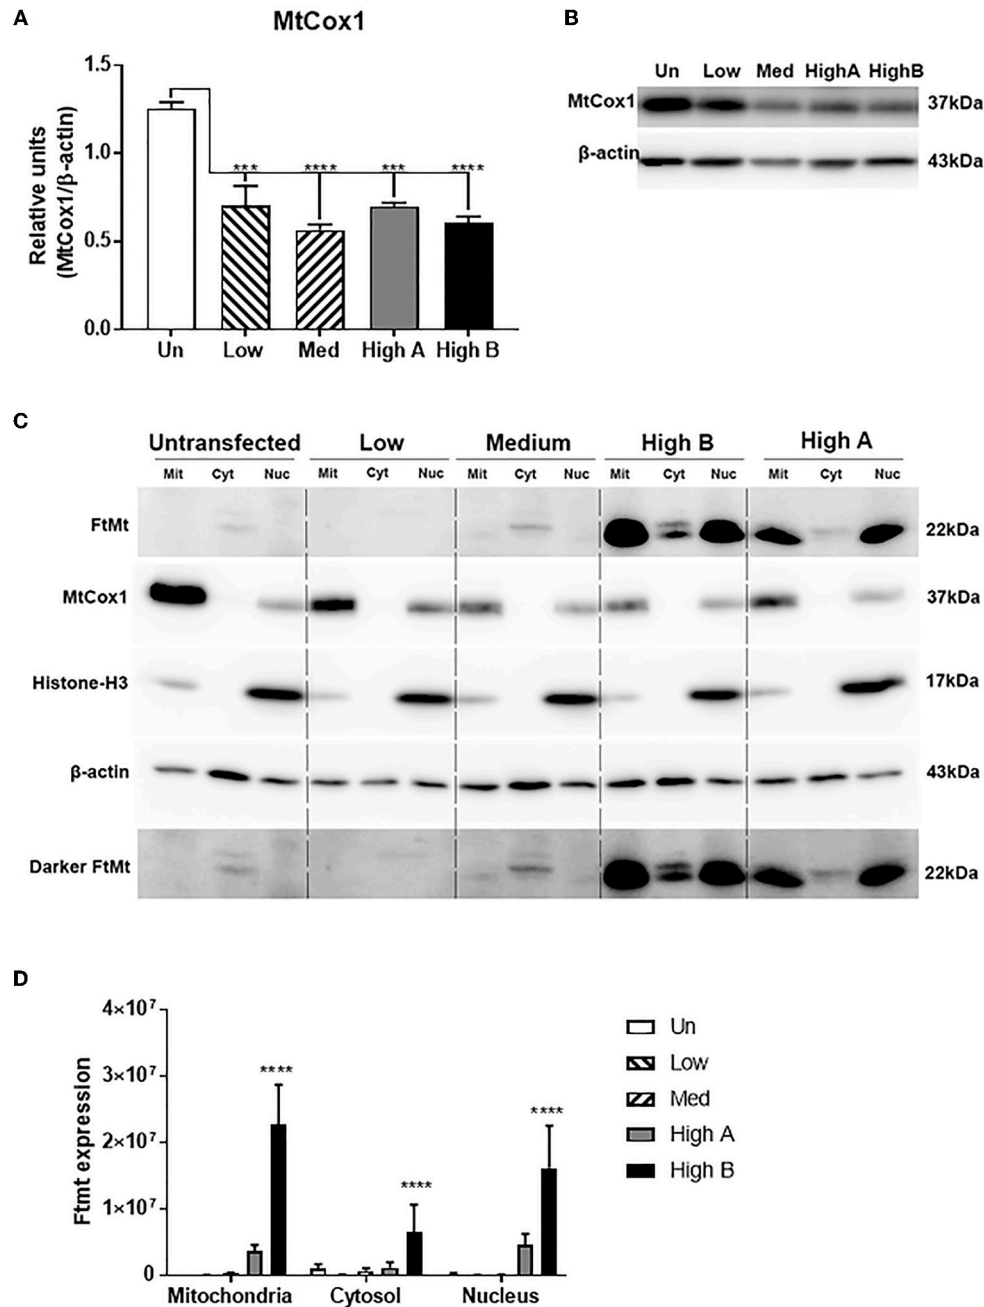 A
MtCox1
Relative units
(MtCox1/β-actin)
1.5
1.0
0.5
0.0
*** **** *** ****
Un Low Med High A High B
B
Un Low Med HighA HighB
MtCox1 37kDa
β-actin 43kDa
C
Untransfected Low Medium High B High A
Mit Cyt Nuc Mit Cyt Nuc Mit Cyt Nuc Mit Cyt Nuc Mit Cyt Nuc
FtMt 22kDa
MtCox1 37kDa
Histone-H3 17kDa
β-actin 43kDa
Darker FtMt 22kDa
D
Ftmt expression
4×10⁷
3×10⁷
2×10⁷
1×10⁷
0
****
****
****
Mitochondria Cytosol Nucleus
Un
Low
Med
High A
High B